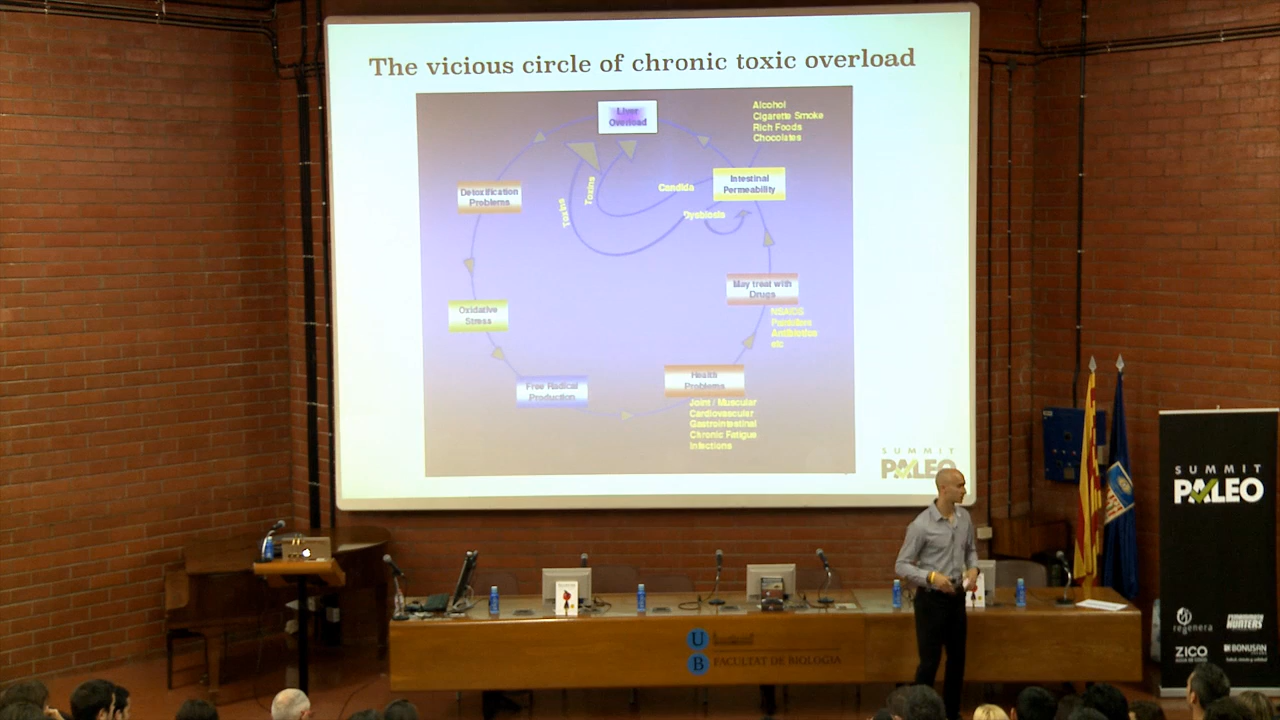 The vicious circle of chronic toxic overload
Liver
Overload
Alcohol
Cigarette Smoke
Rich Foods
Chocolates
Intestinal
Permeability
Candida
Dysbiosis
Toxins
Toxins
Detoxification
Problems
May treat with
Drugs
NSAIDS
Antibiotics
etc
Oxidative
Stress
Health
Problems
Free Radical
Production
Joint / Muscular
Cardiovascular
Gastrointestinal
Chronic Fatigue
Infections
SUMMIT
PALEO
SUMMIT
PALEO
U
B
FACULTAT DE BIOLOGIA
regenera
HUNTERS
ZICO
BONUSAN